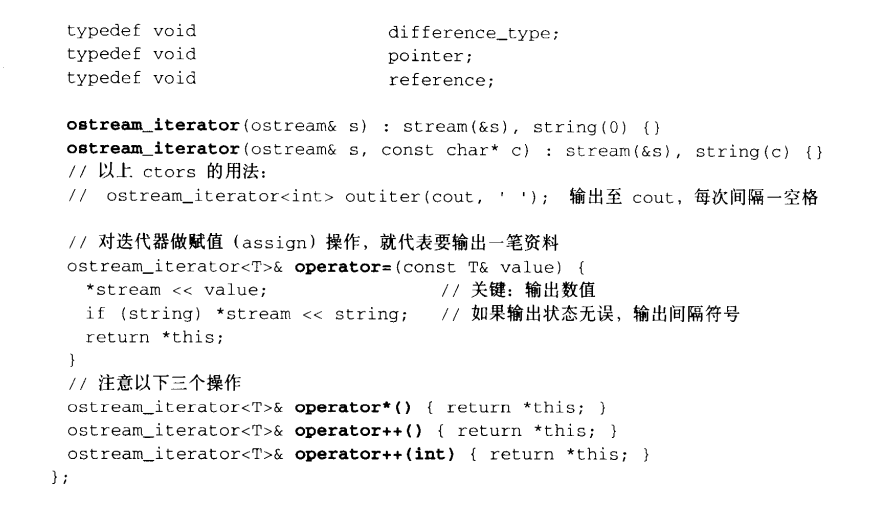 typedef void difference_type;
typedef void pointer;
typedef void reference;
ostream_iterator(ostream& s) : stream(&s), string(0) {}
ostream_iterator(ostream& s, const char* c) : stream(&s), string(c) {}
// 以上 ctors 的用法：
// ostream_iterator<int> outiter(cout, ' '); 输出至 cout，每次间隔一空格
// 对迭代器做赋值（assign）操作，就代表要输出一笔资料
ostream_iterator<T>& operator=(const T& value) {
*stream << value; // 关键：输出数值
if (string) *stream << string; // 如果输出状态无误，输出间隔符号
return *this;
}
// 注意以下三个操作
ostream_iterator<T>& operator*() { return *this; }
ostream_iterator<T>& operator++() { return *this; }
ostream_iterator<T>& operator++(int) { return *this; }
};